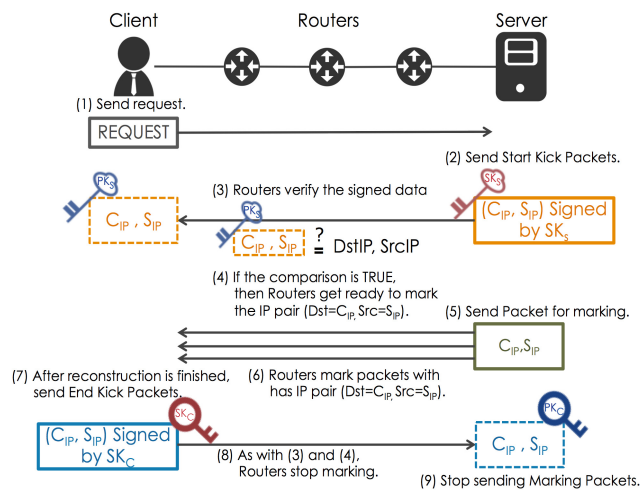 Client
Routers
Server
(1) Send request.
REQUEST
(2) Send Start Kick Packets.
PKS
(3) Routers verify the signed data
SKS
CIP , SIP
PKS
CIP , SIP
?
= DstIP, SrcIP
(CIP, SIP) Signed
by SKS
(4) If the comparison is TRUE,
then Routers get ready to mark
the IP pair (Dst=CIP, Src=SIP).
(5) Send Packet for marking.
CIP,SIP
(6) Routers mark packets with
has IP pair (Dst=CIP, Src=SIP).
(7) After reconstruction is finished,
send End Kick Packets.
SKC
(CIP, SIP) Signed
by SKC
(8) As with (3) and (4),
Routers stop marking.
PKC
CIP , SIP
(9) Stop sending Marking Packets.